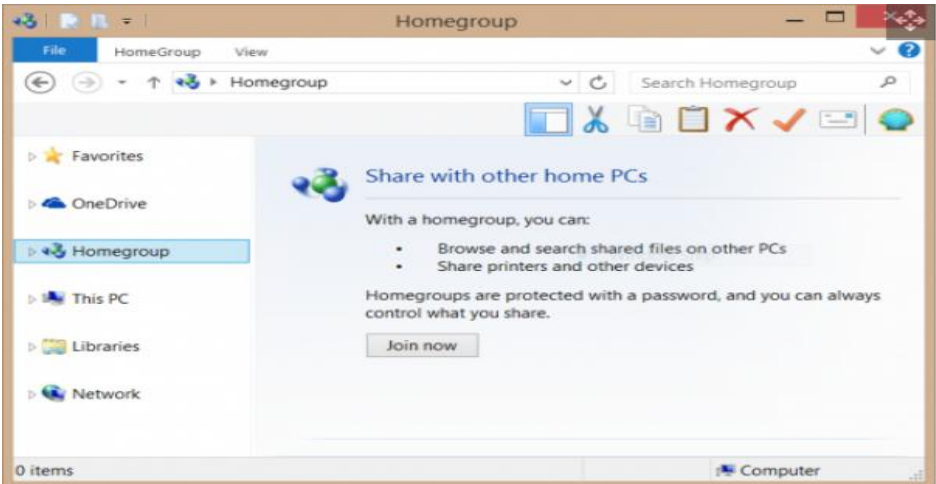 Homegroup
File HomeGroup View
Homegroup Search Homegroup
Favorites
OneDrive
Homegroup
This PC
Libraries
Network
Share with other home PCs
With a homegroup, you can:
• Browse and search shared files on other PCs
• Share printers and other devices
Homegroups are protected with a password, and you can always
control what you share.
Join now
0 items Computer